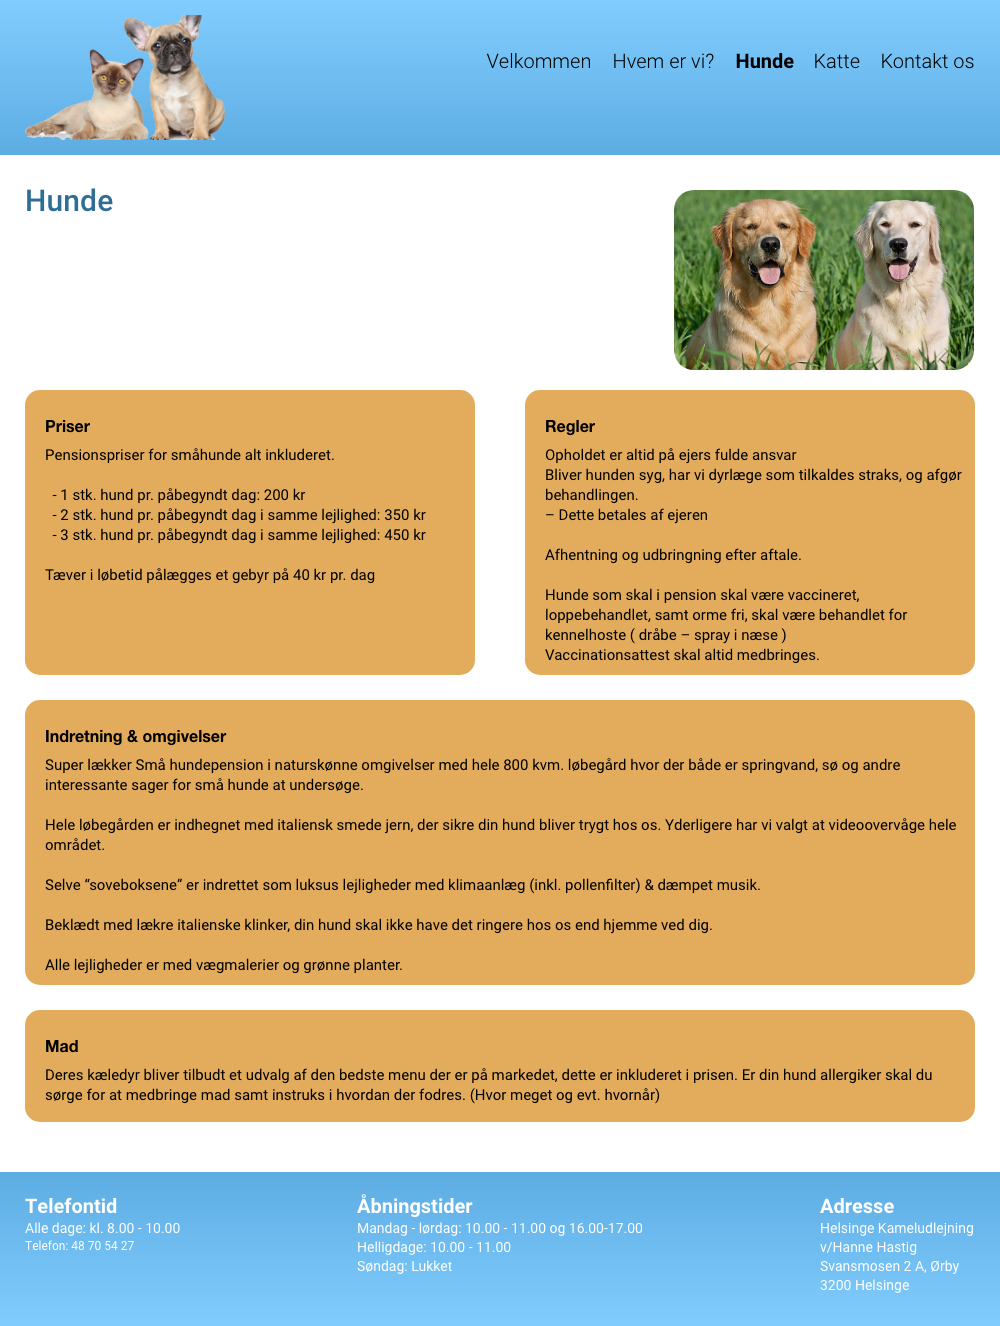 Velkommen Hvem er vi? Hunde Katte Kontakt os
Hunde
Priser
Pensionspriser for småhunde alt inkluderet.
- 1 stk. hund pr. påbegyndt dag: 200 kr
- 2 stk. hund pr. påbegyndt dag i samme lejlighed: 350 kr
- 3 stk. hund pr. påbegyndt dag i samme lejlighed: 450 kr
Tæver i løbetid pålægges et gebyr på 40 kr pr. dag
Regler
Opholdet er altid på ejers fulde ansvar
Bliver hunden syg, har vi dyrlæge som tilkaldes straks, og afgør
behandlingen.
– Dette betales af ejeren
Afhentning og udbringning efter aftale.
Hunde som skal i pension skal være vaccineret,
loppebehandlet, samt orme fri, skal være behandlet for
kennelhoste ( dråbe – spray i næse )
Vaccinationsattest skal altid medbringes.
Indretning & omgivelser
Super lækker Små hundepension i naturskønne omgivelser med hele 800 kvm. løbegård hvor der både er springvand, sø og andre
interessante sager for små hunde at undersøge.
Hele løbegården er indhegnet med italiensk smede jern, der sikre din hund bliver trygt hos os. Yderligere har vi valgt at videoovervåge hele
området.
Selve “soveboksene“ er indrettet som luksus lejligheder med klimaanlæg (inkl. pollenfilter) & dæmpet musik.
Beklædt med lækre italienske klinker, din hund skal ikke have det ringere hos os end hjemme ved dig.
Alle lejligheder er med vægmalerier og grønne planter.
Mad
Deres kæledyr bliver tilbudt et udvalg af den bedste menu der er på markedet, dette er inkluderet i prisen. Er din hund allergiker skal du
sørge for at medbringe mad samt instruks i hvordan der fodres. (Hvor meget og evt. hvornår)
Telefontid
Alle dage: kl. 8.00 - 10.00
Telefon: 48 70 54 27
Åbningstider
Mandag - lørdag: 10.00 - 11.00 og 16.00-17.00
Helligdage: 10.00 - 11.00
Søndag: Lukket
Adresse
Helsinge Kameludlejning
v/Hanne Hastig
Svansmosen 2 A, Ørby
3200 Helsinge